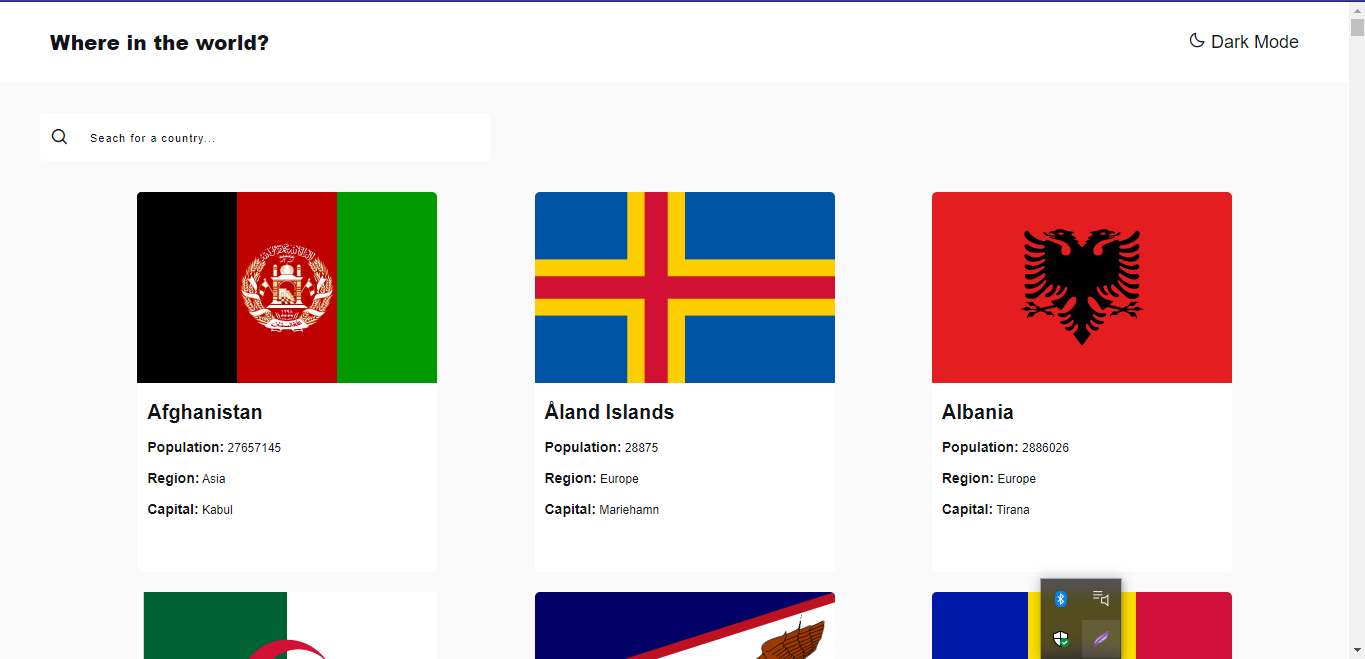 Where in the world?
Dark Mode
Seach for a country...
Afghanistan
Population: 27657145
Region: Asia
Capital: Kabul
Åland Islands
Population: 28875
Region: Europe
Capital: Mariehamn
Albania
Population: 2886026
Region: Europe
Capital: Tirana